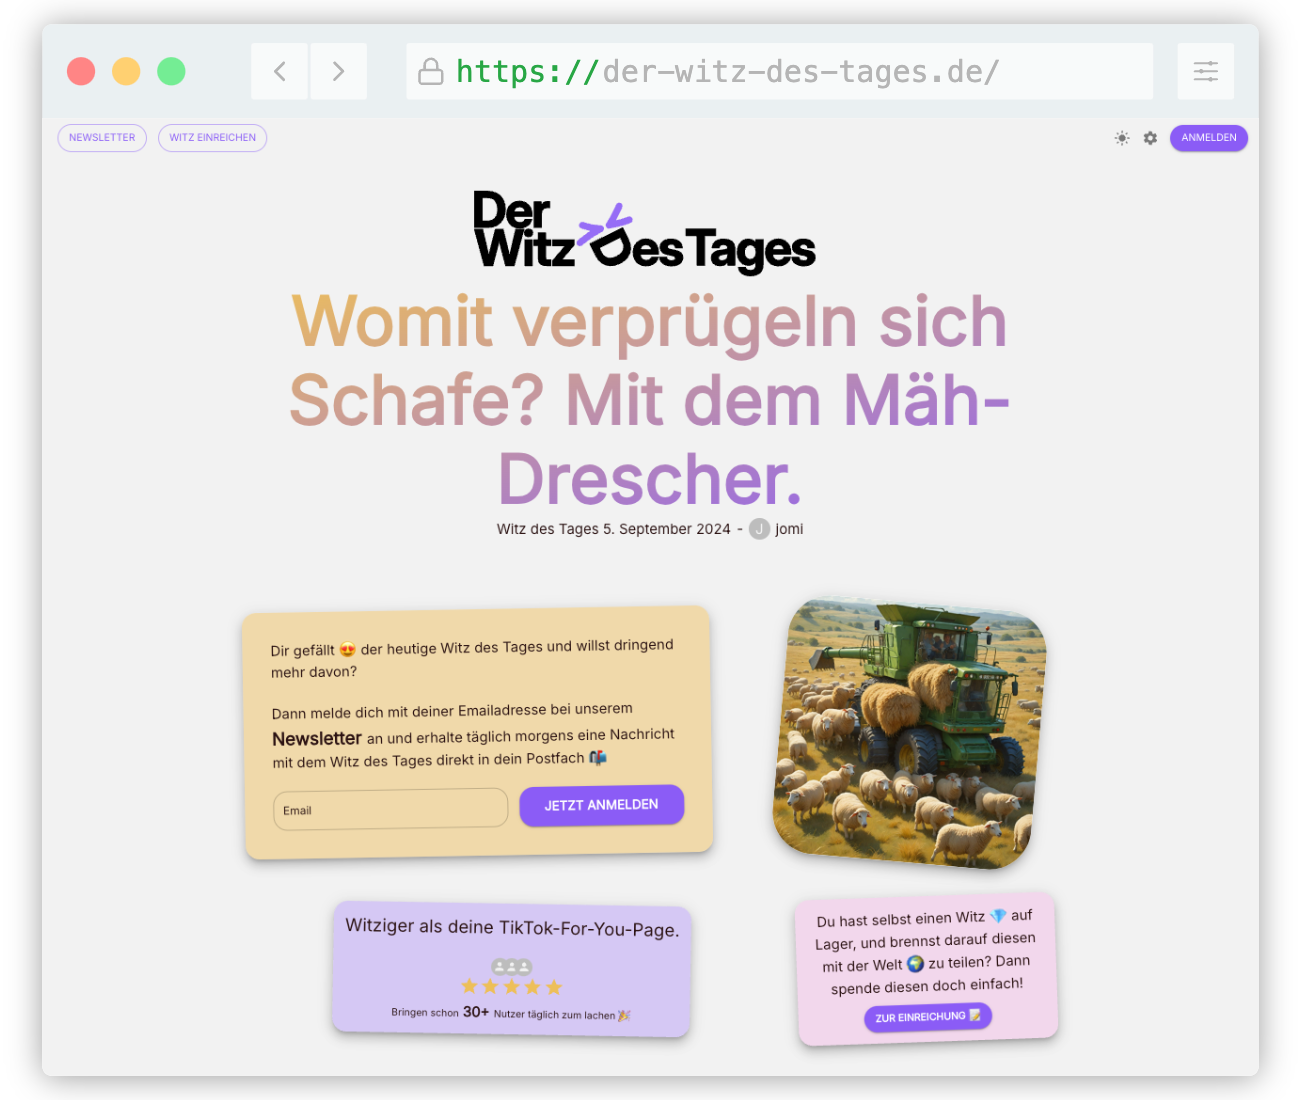 https://der-witz-des-tages.de/
NEWSLETTER
WITZ EINREICHEN
ANMELDEN
Der
Witz Des Tages
Womit verprügeln sich
Schafe? Mit dem Mäh-
Drescher.
Witz des Tages 5. September 2024 - J jomi
Dir gefällt 😍 der heutige Witz des Tages und willst dringend
mehr davon?
Dann melde dich mit deiner Emailadresse bei unserem
Newsletter an und erhalte täglich morgens eine Nachricht
mit dem Witz des Tages direkt in dein Postfach 📬
Email
JETZT ANMELDEN
Witziger als deine TikTok-For-You-Page.
Bringen schon 30+ Nutzer täglich zum lachen 🎉
Du hast selbst einen Witz 💎 auf
Lager, und brennst darauf diesen
mit der Welt 🌍 zu teilen? Dann
spende diesen doch einfach!
ZUR EINREICHUNG 📝